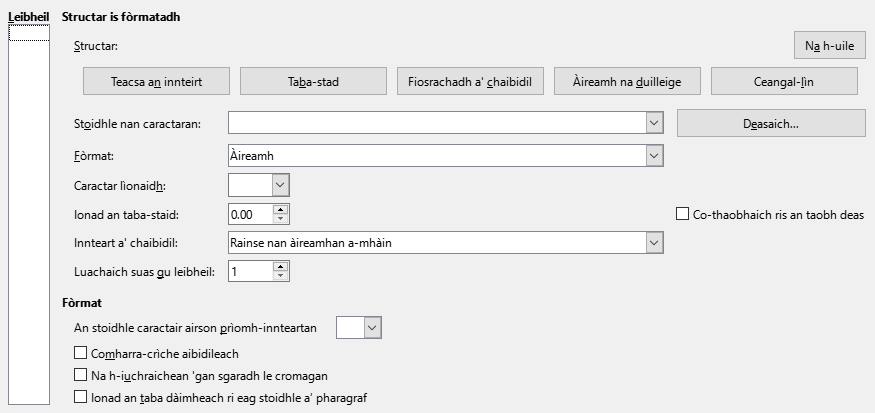 Leibheil
Structar is fòrmatadh
Structar:
Na h-uile
Teacsa an innteirt
Taba-stad
Fiosrachadh a' chaibidil
Àireamh na duilleige
Ceangal-lìn
Stoidhle nan caractaran:
Deasaich...
Fòrmat:
Àireamh
Caractar lìonaidh:
Ionad an taba-staid:
0.00
Co-thaobhaich ris an taobh deas
Innteart a' chaibidil:
Rainse nan àireamhan a-mhàin
Luachaich suas gu leibheil:
1
Fòrmat
An stoidhle caractair airson prìomh-innteartan
Comharra-crìche aibidileach
Na h-iuchraichean 'gan sgaradh le cromagan
Ionad an taba dàimheach ri eag stoidhle a' pharagraf